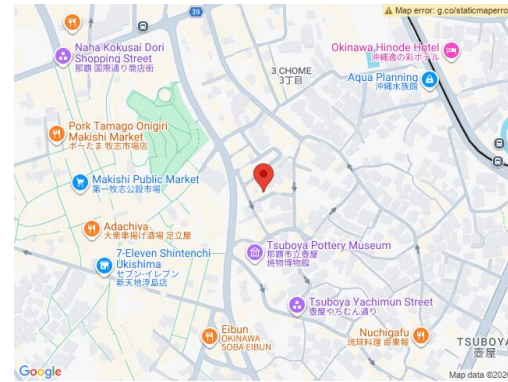 Map error: g.co/staticmaperro
39
Naha Kokusai Dori
Shopping Street
那覇 国際通り商店街
Okinawa Hinode Hotel
沖縄逸の彩ホテル
3 CHOME
3丁目
Aqua Planning
沖縄水族館
Pork Tamago Onigiri
Makishi Market
ポーたま 牧志市場店
Makishi Public Market
第一牧志公設市場
Adachiya
大衆串揚げ酒場 足立屋
Tsuboya Pottery Museum
那覇市立壺屋
焼物博物館
7-Eleven Shintenchi
Ukishima
セブン-イレブン
新天地浮島店
Tsuboya Yachimun Street
壺屋やちむん通り
Eibun
OKINAWA
SOBA EIBUN
Nuchigafu
琉球料理 命果報
TSUBOYA
壺屋
Google
Map data ©2026